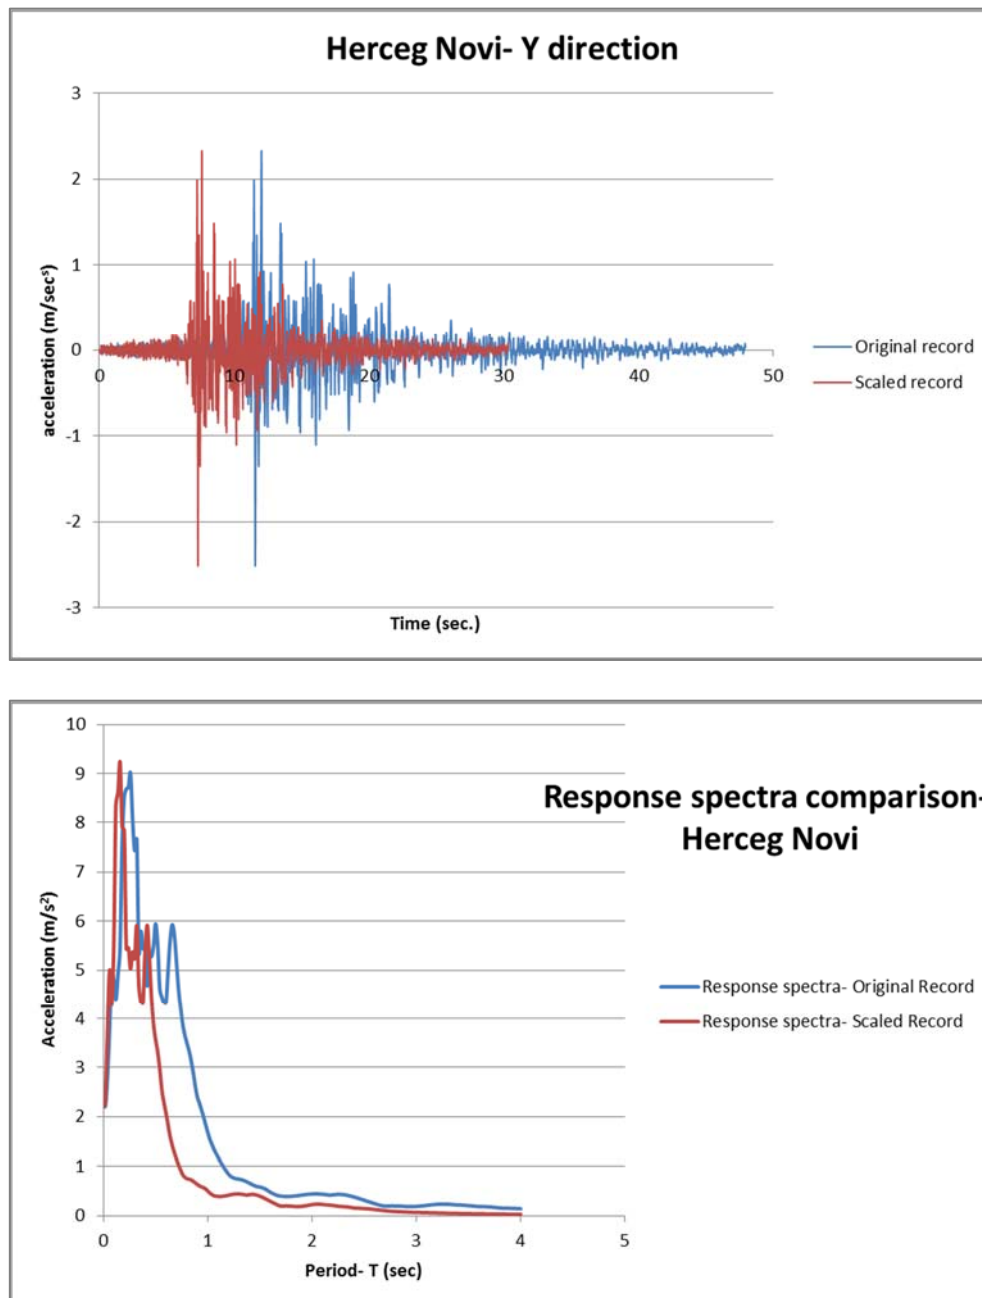 Herceg Novi- Y direction
3
2
1
0
-1
-2
-3
0
10
20
30
40
50
acceleration (m/secˢ)
Time (sec.)
Original record
Scaled record
Response spectra comparison-
Herceg Novi
10
9
8
7
6
5
4
3
2
1
0
0
1
2
3
4
5
Acceleration (m/s²)
Period- T (sec)
Response spectra- Original Record
Response spectra- Scaled Record